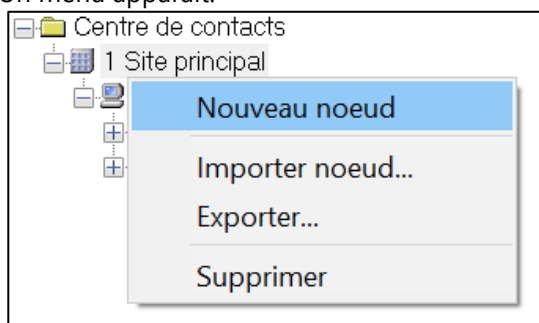 Un menu apparaît.
Centre de contacts
1 Site principal
Nouveau noeud
Importer noeud...
Exporter...
Supprimer